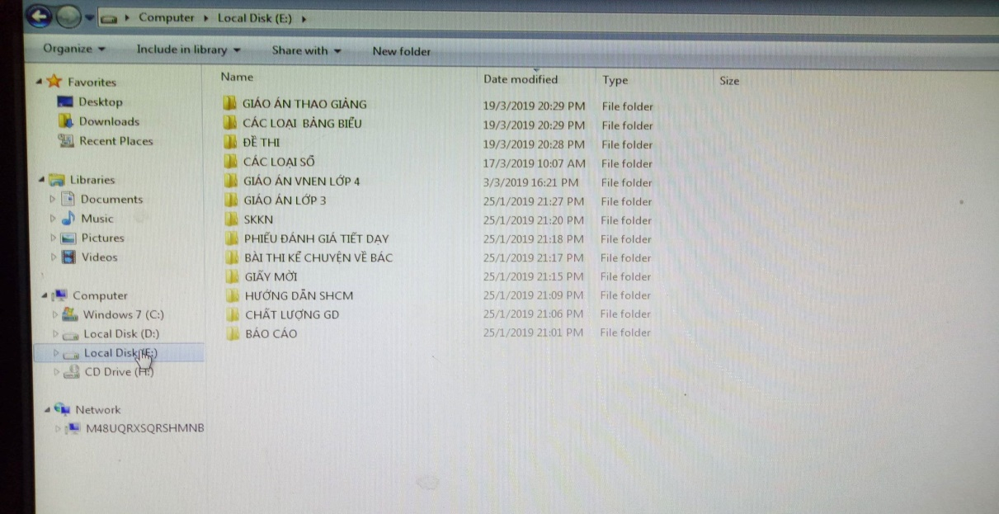 Computer Local Disk (E:)
Organize Include in library Share with New folder
Favorites
Desktop
Downloads
Recent Places
Libraries
Documents
Music
Pictures
Videos
Computer
Windows 7 (C:)
Local Disk (D:)
Local Disk (E:)
CD Drive (H:)
Network
M48UQRXSQRSHMNB
Name Date modified Type Size
GIÁO ÁN THAO GIẢNG 19/3/2019 20:29 PM File folder
CÁC LOẠI BẢNG BIỂU 19/3/2019 20:29 PM File folder
ĐỀ THI 19/3/2019 20:28 PM File folder
CÁC LOẠI SỔ 17/3/2019 10:07 AM File folder
GIÁO ÁN VNEN LỚP 4 3/3/2019 16:21 PM File folder
GIÁO ÁN LỚP 3 25/1/2019 21:27 PM File folder
SKKN 25/1/2019 21:20 PM File folder
PHIẾU ĐÁNH GIÁ TIẾT DẠY 25/1/2019 21:18 PM File folder
BÀI THI KỂ CHUYỆN VỀ BÁC 25/1/2019 21:17 PM File folder
GIẤY MỜI 25/1/2019 21:15 PM File folder
HƯỚNG DẪN SHCM 25/1/2019 21:09 PM File folder
CHẤT LƯỢNG GD 25/1/2019 21:06 PM File folder
BÁO CÁO 25/1/2019 21:01 PM File folder